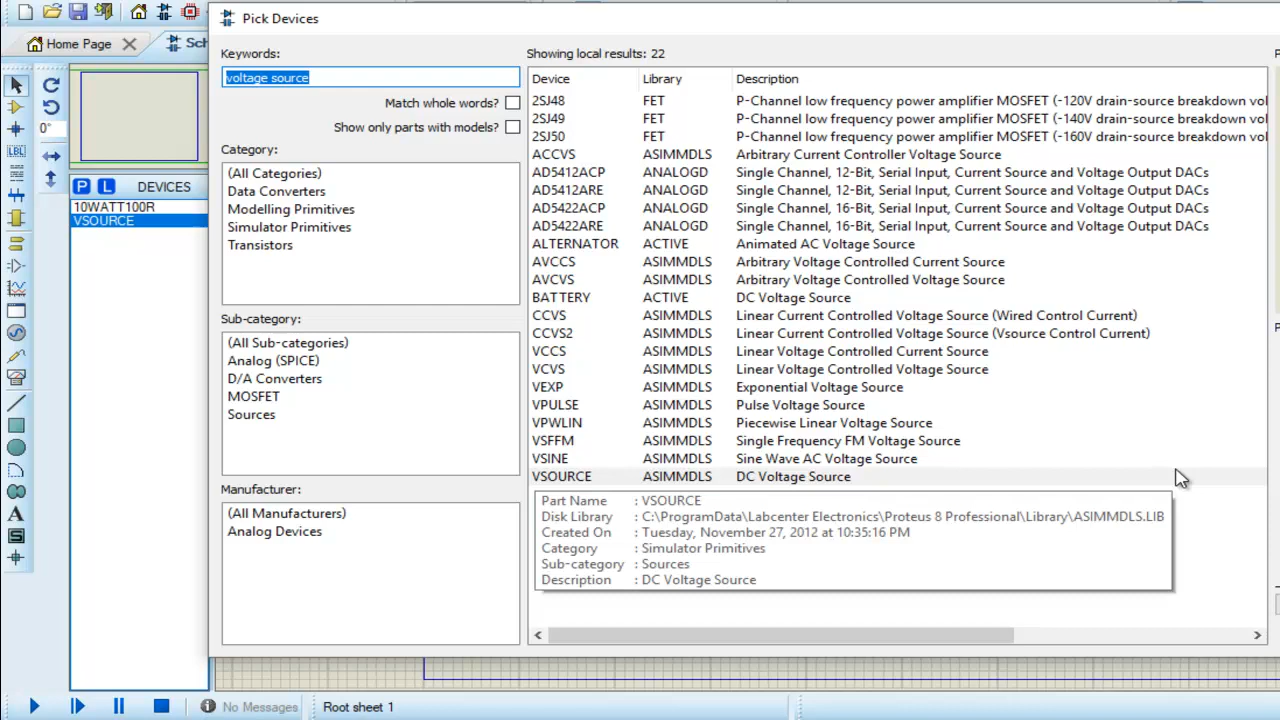 Pick Devices
Home Page
Sch
Keywords:
voltage source
Match whole words?
Show only parts with models?
Category:
(All Categories)
Data Converters
Modelling Primitives
Simulator Primitives
Transistors
Sub-category:
(All Sub-categories)
Analog (SPICE)
D/A Converters
MOSFET
Sources
Manufacturer:
(All Manufacturers)
Analog Devices
0°
LBL
P L DEVICES
10WATT100R
VSOURCE
A
S
Showing local results: 22
Device Library Description
2SJ48 FET P-Channel low frequency power amplifier MOSFET (-120V drain-source breakdown vol
2SJ49 FET P-Channel low frequency power amplifier MOSFET (-140V drain-source breakdown vol
2SJ50 FET P-Channel low frequency power amplifier MOSFET (-160V drain-source breakdown vol
ACCVS ASIMMDLS Arbitrary Current Controller Voltage Source
AD5412ACP ANALOGD Single Channel, 12-Bit, Serial Input, Current Source and Voltage Output DACs
AD5412ARE ANALOGD Single Channel, 12-Bit, Serial Input, Current Source and Voltage Output DACs
AD5422ACP ANALOGD Single Channel, 16-Bit, Serial Input, Current Source and Voltage Output DACs
AD5422ARE ANALOGD Single Channel, 16-Bit, Serial Input, Current Source and Voltage Output DACs
ALTERNATOR ACTIVE Animated AC Voltage Source
AVCCS ASIMMDLS Arbitrary Voltage Controlled Current Source
AVCVS ASIMMDLS Arbitrary Voltage Controlled Voltage Source
BATTERY ACTIVE DC Voltage Source
CCVS ASIMMDLS Linear Current Controlled Voltage Source (Wired Control Current)
CCVS2 ASIMMDLS Linear Current Controlled Voltage Source (Vsource Control Current)
VCCS ASIMMDLS Linear Voltage Controlled Current Source
VCVS ASIMMDLS Linear Voltage Controlled Voltage Source
VEXP ASIMMDLS Exponential Voltage Source
VPULSE ASIMMDLS Pulse Voltage Source
VPWLIN ASIMMDLS Piecewise Linear Voltage Source
VSFFM ASIMMDLS Single Frequency FM Voltage Source
VSINE ASIMMDLS Sine Wave AC Voltage Source
VSOURCE ASIMMDLS DC Voltage Source
Part Name : VSOURCE
Disk Library : C:\ProgramData\Labcenter Electronics\Proteus 8 Professional\Library\ASIMMDLS.LIB
Created On : Tuesday, November 27, 2012 at 10:35:16 PM
Category : Simulator Primitives
Sub-category : Sources
Description : DC Voltage Source
No Messages
Root sheet 1